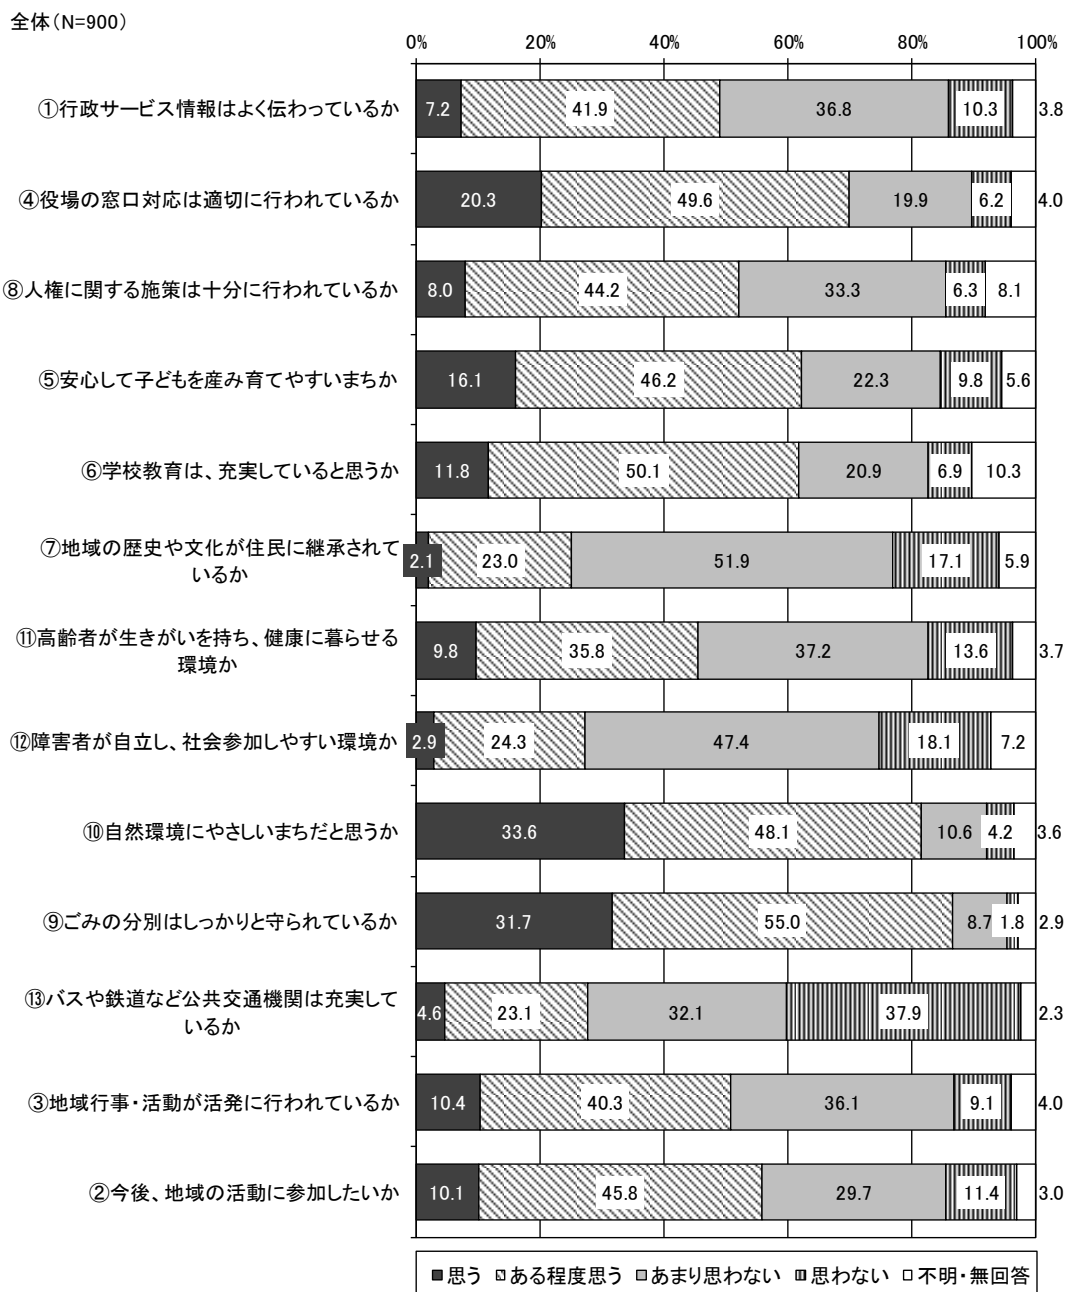 全体(N=900)
0% 20% 40% 60% 80% 100%
①行政サービス情報はよく伝わっているか 7.2 41.9 36.8 10.3 3.8
④役場の窓口対応は適切に行われているか 20.3 49.6 19.9 6.2 4.0
⑧人権に関する施策は十分に行われているか 8.0 44.2 33.3 6.3 8.1
⑤安心して子どもを産み育てやすいまちか 16.1 46.2 22.3 9.8 5.6
⑥学校教育は、充実していると思うか 11.8 50.1 20.9 6.9 10.3
⑦地域の歴史や文化が住民に継承されて
いるか 2.1 23.0 51.9 17.1 5.9
⑪高齢者が生きがいを持ち、健康に暮らせる
環境か 9.8 35.8 37.2 13.6 3.7
⑫障害者が自立し、社会参加しやすい環境か 2.9 24.3 47.4 18.1 7.2
⑩自然環境にやさしいまちだと思うか 33.6 48.1 10.6 4.2 3.6
⑨ごみの分別はしっかりと守られているか 31.7 55.0 8.7 1.8 2.9
⑬バスや鉄道など公共交通機関は充実して
いるか 4.6 23.1 32.1 37.9 2.3
③地域行事・活動が活発に行われているか 10.4 40.3 36.1 9.1 4.0
②今後、地域の活動に参加したいか 10.1 45.8 29.7 11.4 3.0
思う ある程度思う あまり思わない 思わない 不明・無回答